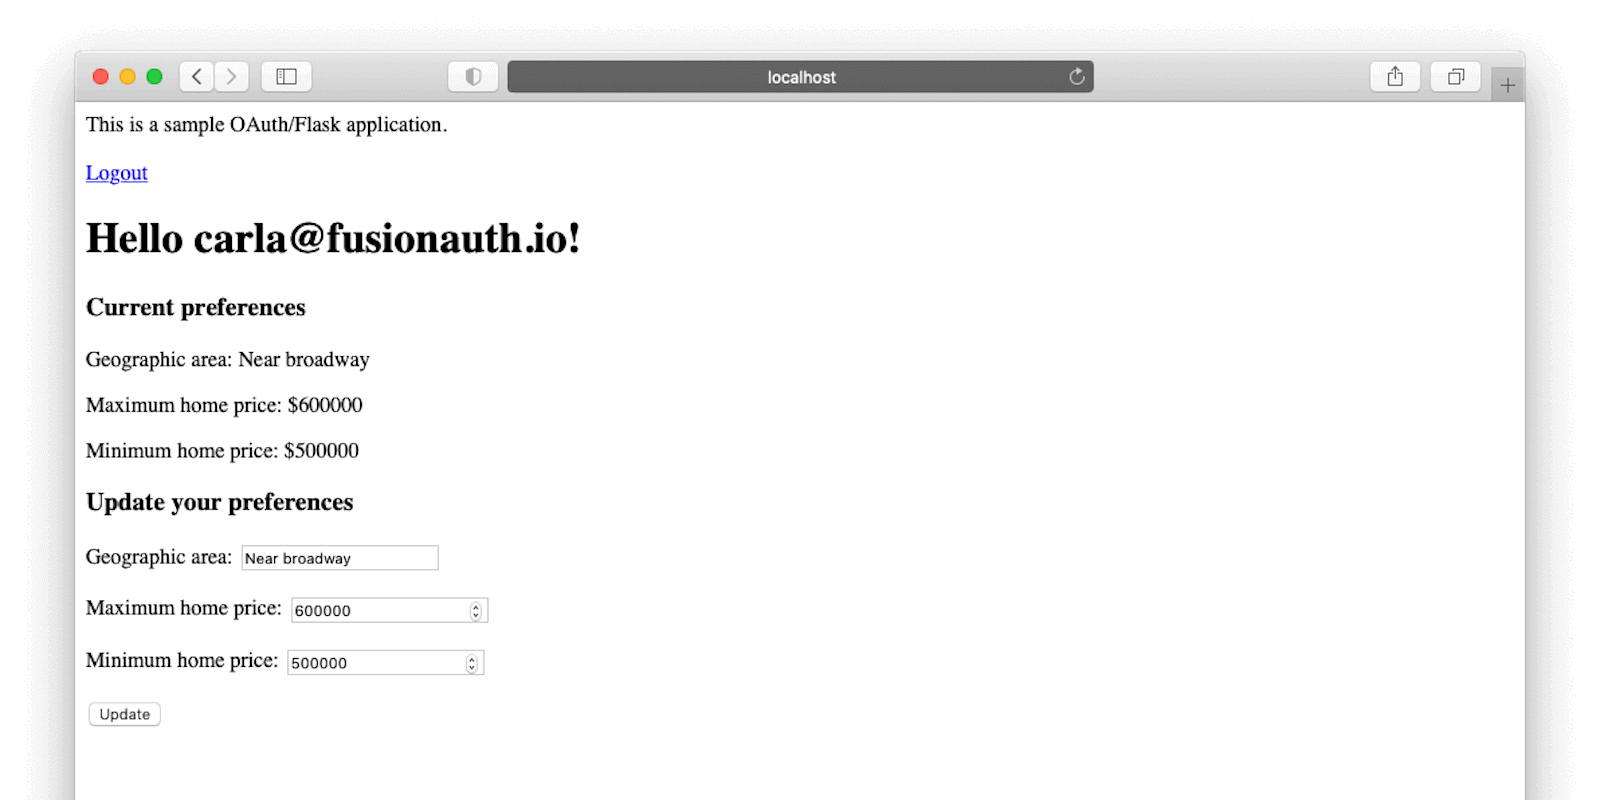 localhost
This is a sample OAuth/Flask application.
Logout
Hello carla@fusionauth.io!
Current preferences
Geographic area: Near broadway
Maximum home price: $600000
Minimum home price: $500000
Update your preferences
Geographic area: Near broadway
Maximum home price: 600000
Minimum home price: 500000
Update